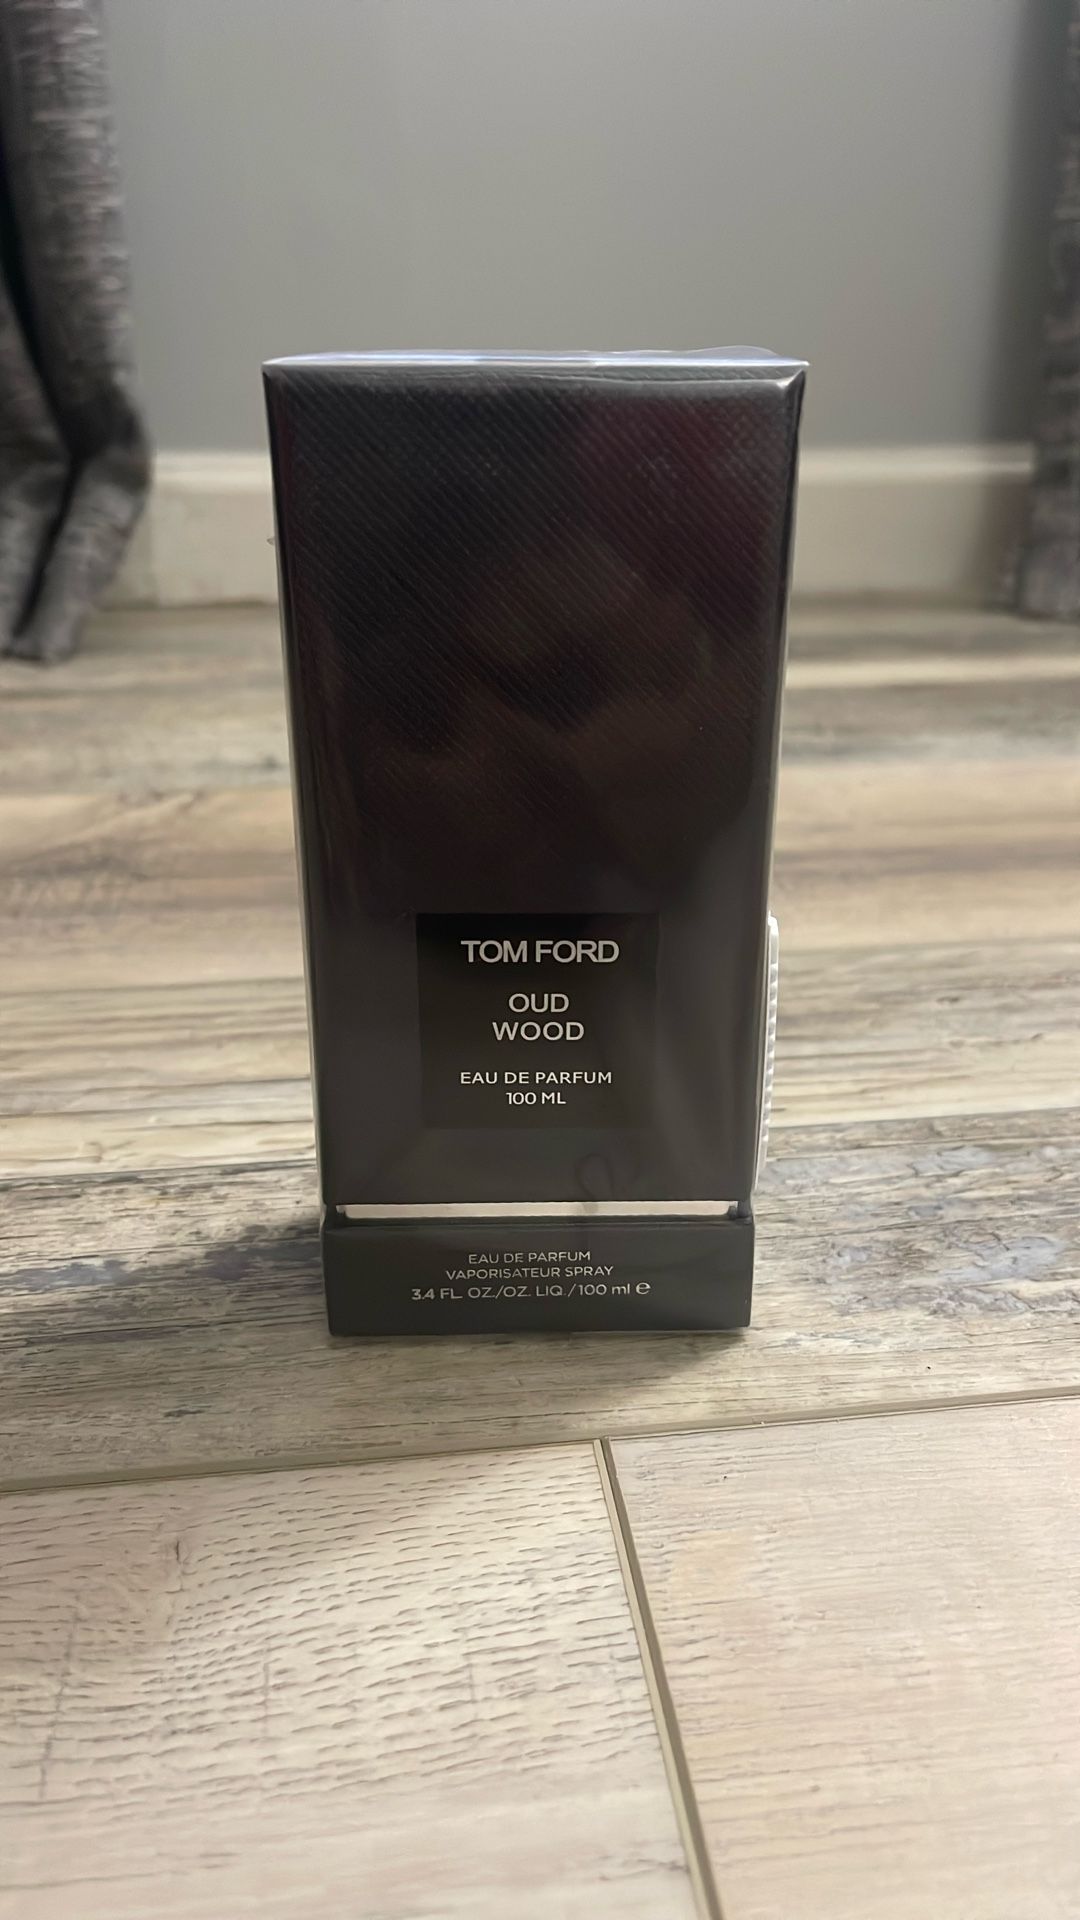 TOM FORD
OUD
WOOD
EAU DE PARFUM
100 ML
EAU DE PARFUM
VAPORISATEUR SPRAY
3.4 FL. OZ./OZ. LIQ./100 ml ℮